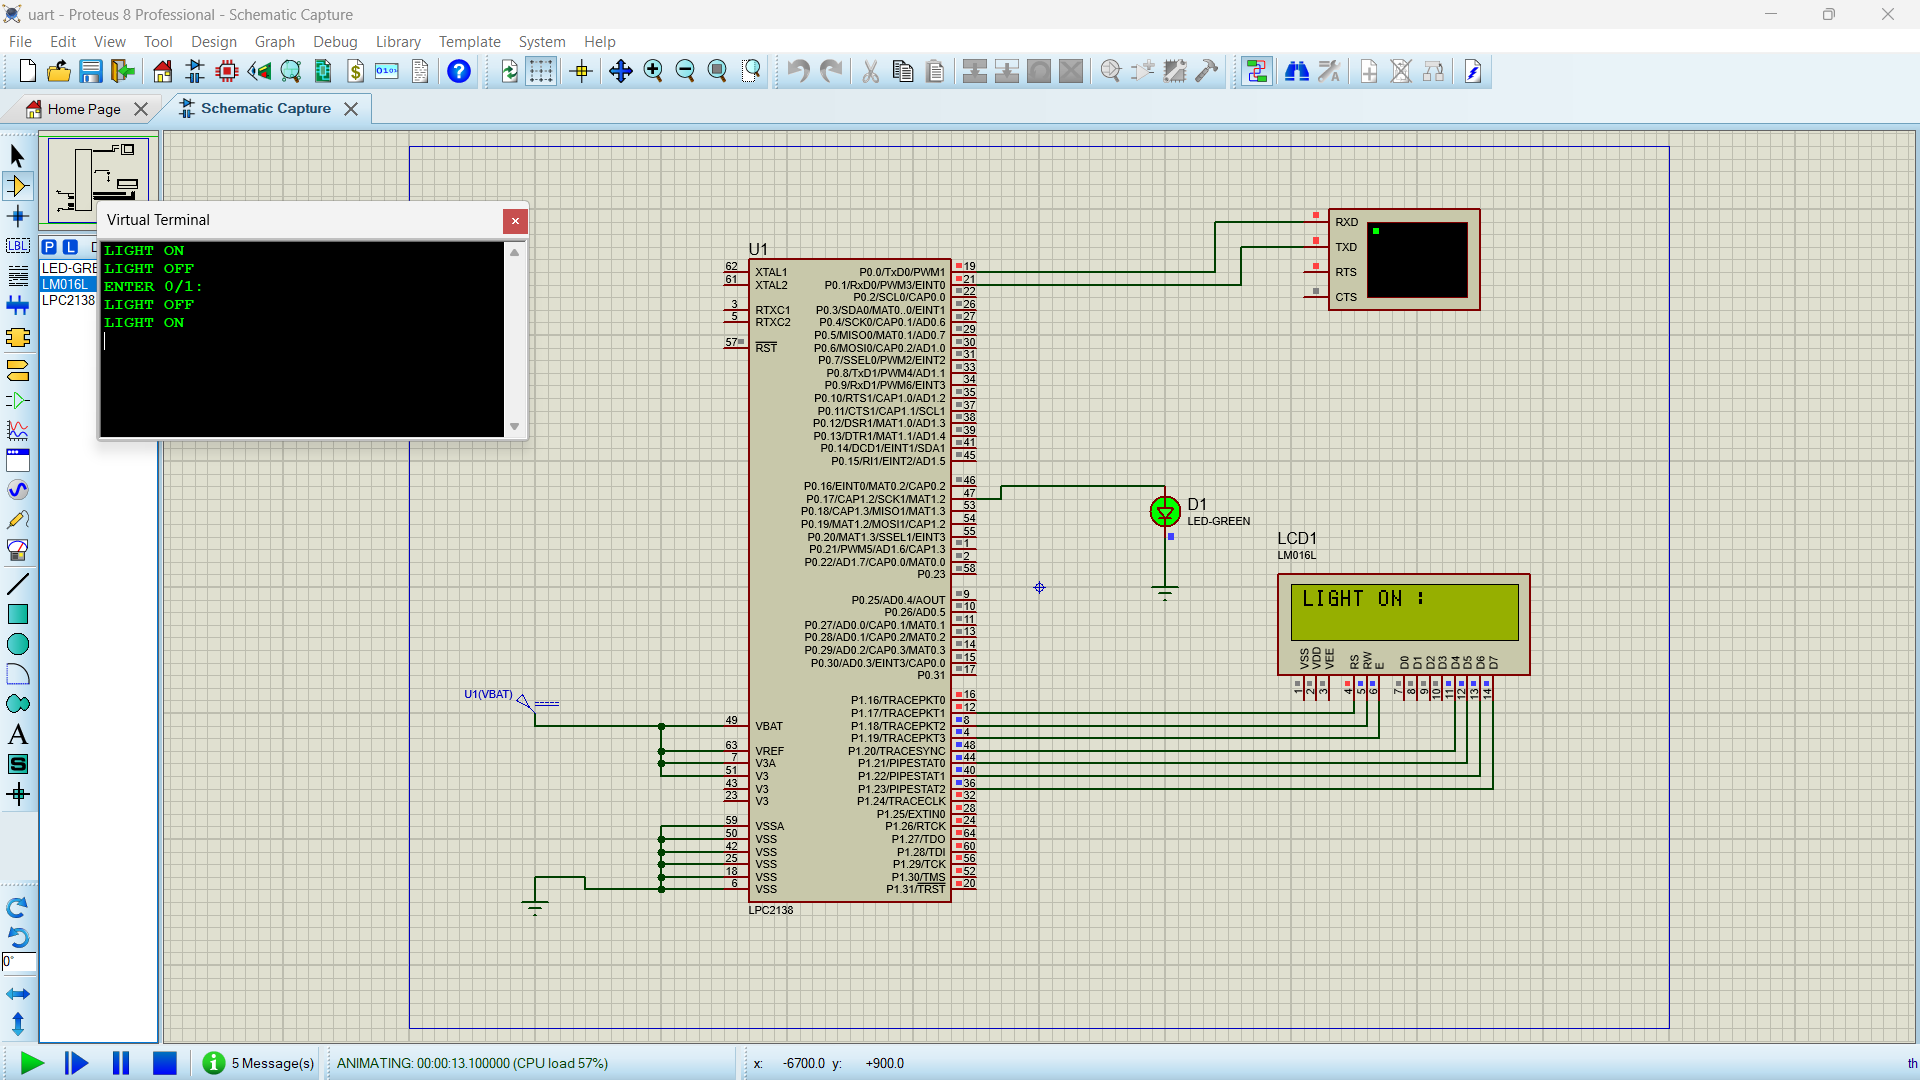 uart - Proteus 8 Professional - Schematic Capture
File Edit View Tool Design Graph Debug Library Template System Help
Home Page
Schematic Capture
Virtual Terminal
LIGHT ON
LIGHT OFF
ENTER 0/1:
LIGHT OFF
LIGHT ON
P L
LED-GRE
LM016L
LPC2138
LBL
A
S
0°
U1
62 XTAL1
61 XTAL2
3 RTXC1
5 RTXC2
57 RST
49 VBAT
63 VREF
7 V3A
51 V3
43 V3
23 V3
59 VSSA
50 VSS
42 VSS
25 VSS
18 VSS
6 VSS
P0.0/TxD0/PWM1 19
P0.1/RxD0/PWM3/EINT0 21
P0.2/SCL0/CAP0.0 22
P0.3/SDA0/MAT0..0/EINT1 26
P0.4/SCK0/CAP0.1/AD0.6 27
P0.5/MISO0/MAT0.1/AD0.7 29
P0.6/MOSI0/CAP0.2/AD1.0 30
P0.7/SSEL0/PWM2/EINT2 31
P0.8/TxD1/PWM4/AD1.1 33
P0.9/RxD1/PWM6/EINT3 34
P0.10/RTS1/CAP1.0/AD1.2 35
P0.11/CTS1/CAP1.1/SCL1 37
P0.12/DSR1/MAT1.0/AD1.3 38
P0.13/DTR1/MAT1.1/AD1.4 39
P0.14/DCD1/EINT1/SDA1 41
P0.15/RI1/EINT2/AD1.5 45
P0.16/EINT0/MAT0.2/CAP0.2 46
P0.17/CAP1.2/SCK1/MAT1.2 47
P0.18/CAP1.3/MISO1/MAT1.3 53
P0.19/MAT1.2/MOSI1/CAP1.2 54
P0.20/MAT1.3/SSEL1/EINT3 55
P0.21/PWM5/AD1.6/CAP1.3 1
P0.22/AD1.7/CAP0.0/MAT0.0 2
P0.23 58
P0.25/AD0.4/AOUT 9
P0.26/AD0.5 10
P0.27/AD0.0/CAP0.1/MAT0.1 11
P0.28/AD0.1/CAP0.2/MAT0.2 13
P0.29/AD0.2/CAP0.3/MAT0.3 14
P0.30/AD0.3/EINT3/CAP0.0 15
P0.31 17
P1.16/TRACEPKT0 16
P1.17/TRACEPKT1 12
P1.18/TRACEPKT2 8
P1.19/TRACEPKT3 4
P1.20/TRACESYNC 48
P1.21/PIPESTAT0 44
P1.22/PIPESTAT1 40
P1.23/PIPESTAT2 36
P1.24/TRACECLK 32
P1.25/EXTIN0 28
P1.26/RTCK 24
P1.27/TDO 64
P1.28/TDI 60
P1.29/TCK 56
P1.30/TMS 52
P1.31/TRST 20
LPC2138
U1(VBAT)
RXD
TXD
RTS
CTS
D1
LED-GREEN
LCD1
LM016L
LIGHT ON :
VSS VDD VEE RS RW E D0 D1 D2 D3 D4 D5 D6 D7
1 2 3 4 5 6 7 8 9 10 11 12 13 14
5 Message(s)
ANIMATING: 00:00:13.100000 (CPU load 57%)
x: -6700.0 y: +900.0
th